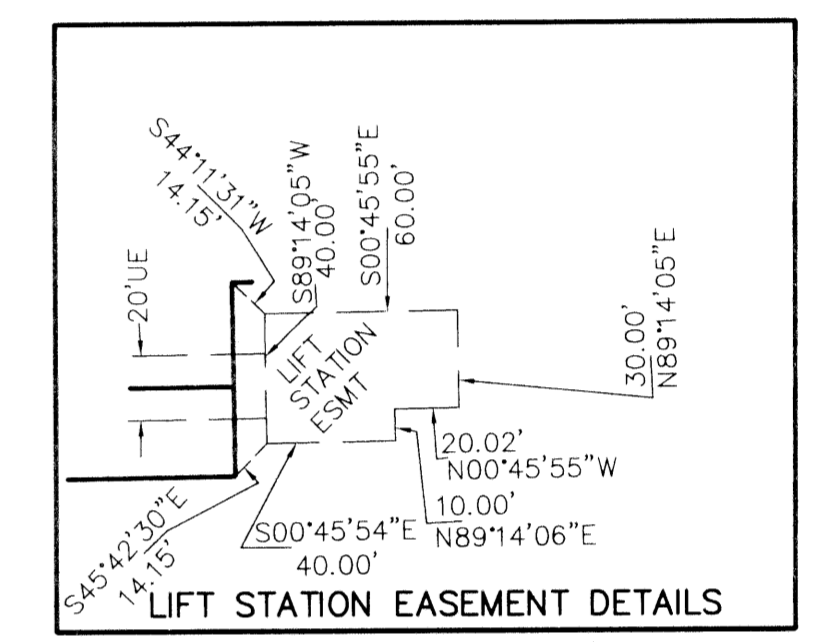 S44°11'31"W
14.15'
20'UE
S89°14'05"W
40.00'
S00°45'55"E
60.00'
LIFT
STATION
ESMT
30.00'
N89°14'05"E
20.02'
N00°45'55"W
10.00'
N89°14'06"E
S00°45'54"E
40.00'
S45°42'30"E
14.15'
LIFT STATION EASEMENT DETAILS